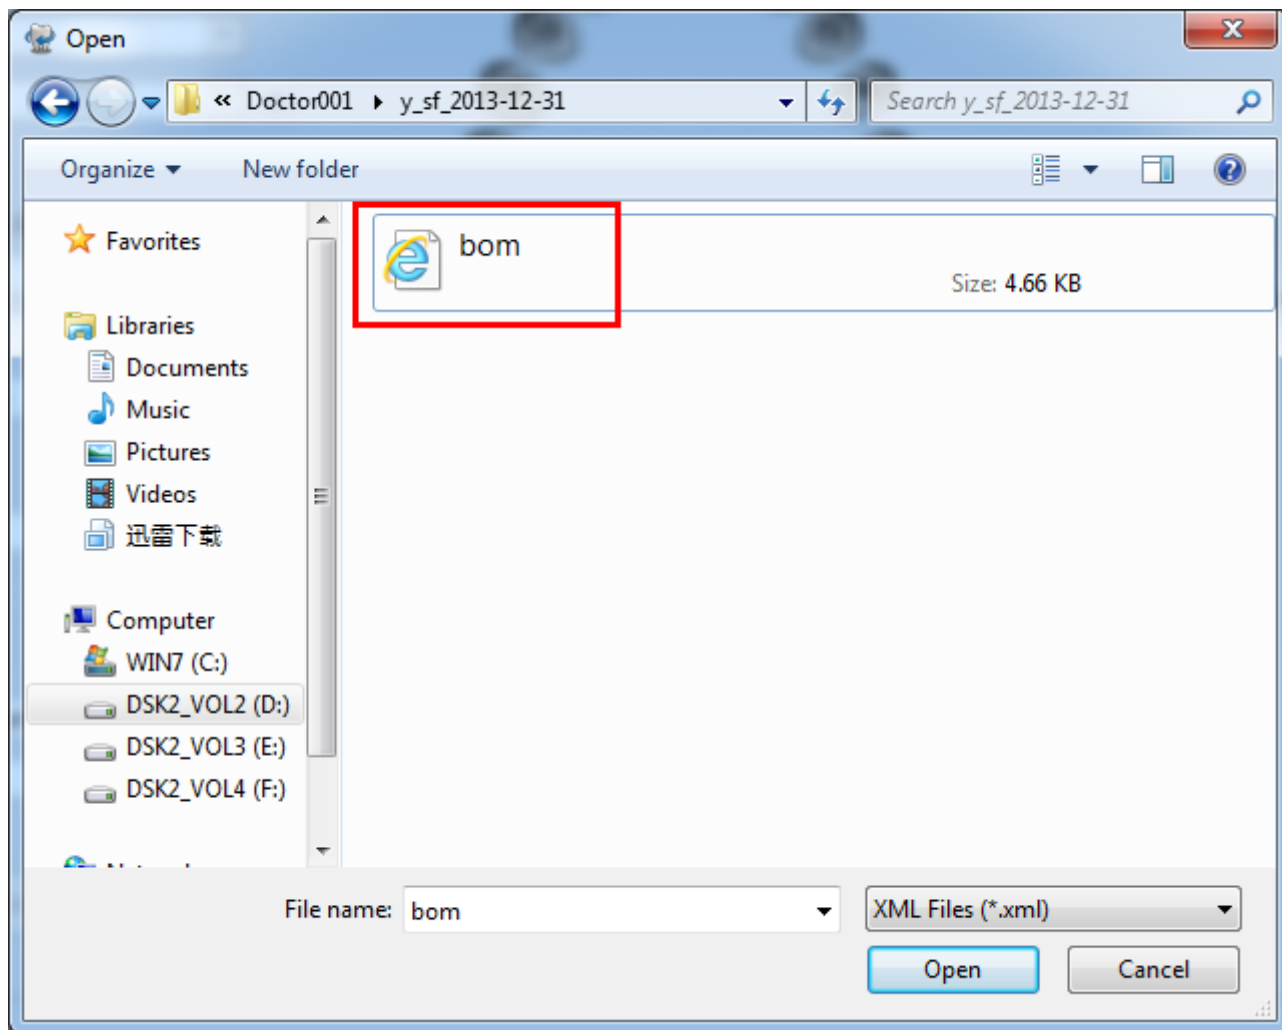 Open
« Doctor001 ▸ y_sf_2013-12-31
Search y_sf_2013-12-31
Organize
New folder
Favorites
bom
Size: 4.66 KB
Libraries
Documents
Music
Pictures
Videos
迅雷下载
Computer
WIN7 (C:)
DSK2_VOL2 (D:)
DSK2_VOL3 (E:)
DSK2_VOL4 (F:)
File name: bom
XML Files (*.xml)
Open
Cancel